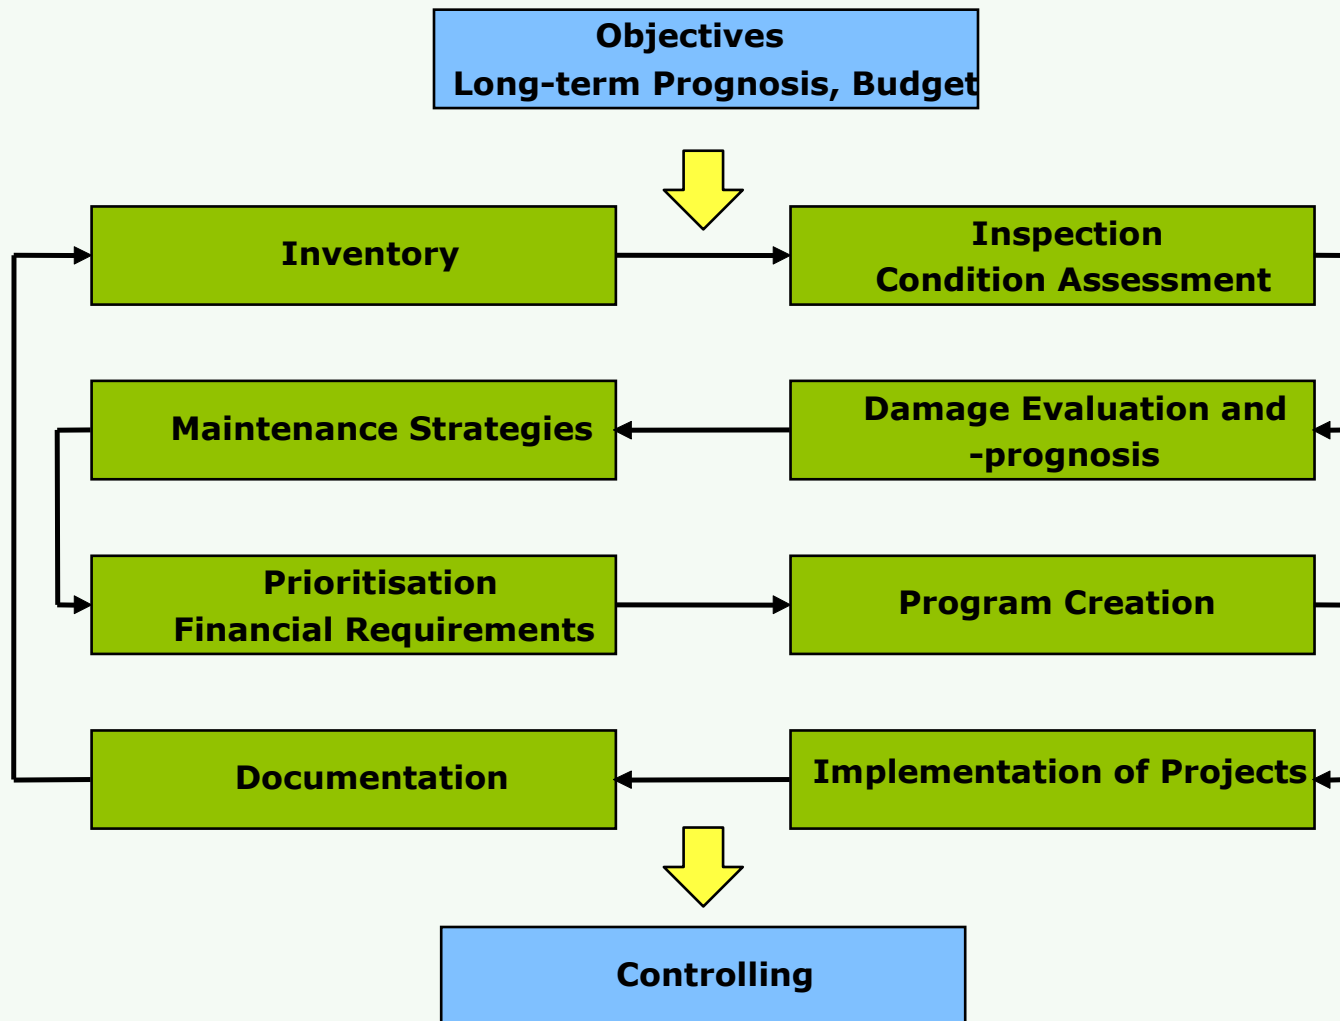 Objectives
Long-term Prognosis, Budget
Inventory
Inspection
Condition Assessment
Maintenance Strategies
Damage Evaluation and
-prognosis
Prioritisation
Financial Requirements
Program Creation
Documentation
Implementation of Projects
Controlling